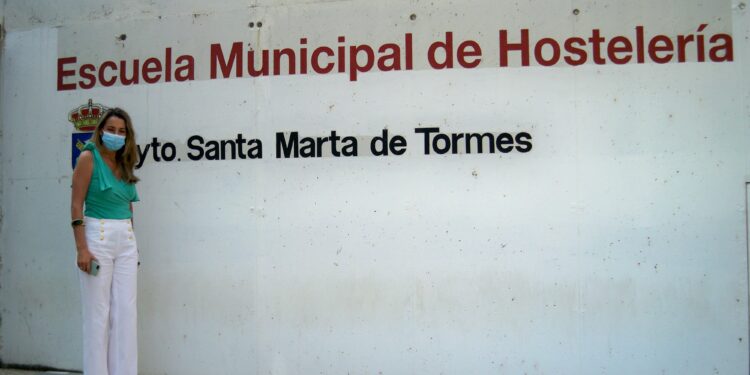 Escuela Municipal de Hostelería
yto. Santa Marta de Tormes